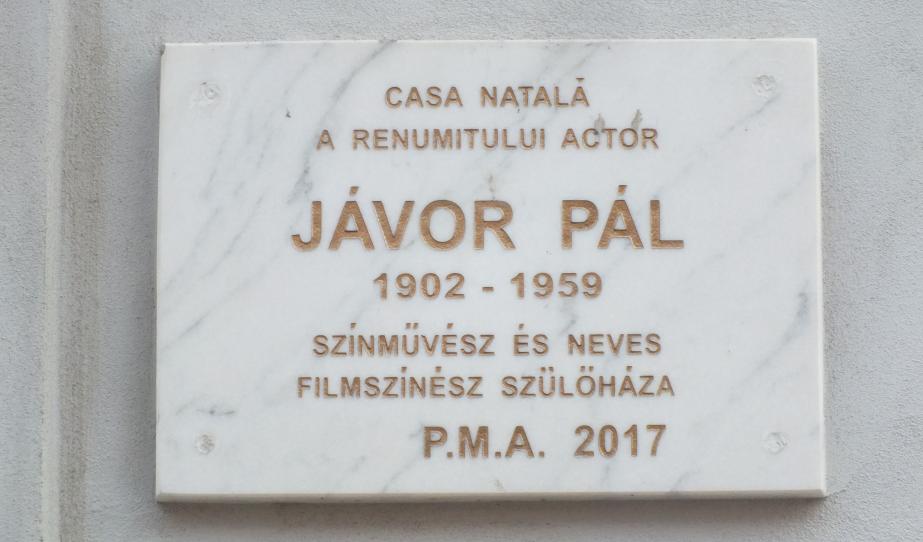 CASA NATALĂ
A RENUMITULUI ACTOR
JÁVOR PÁL
1902 - 1959
SZÍNMŰVÉSZ ÉS NEVES
FILMSZÍNÉSZ SZÜLŐHÁZA
P.M.A. 2017